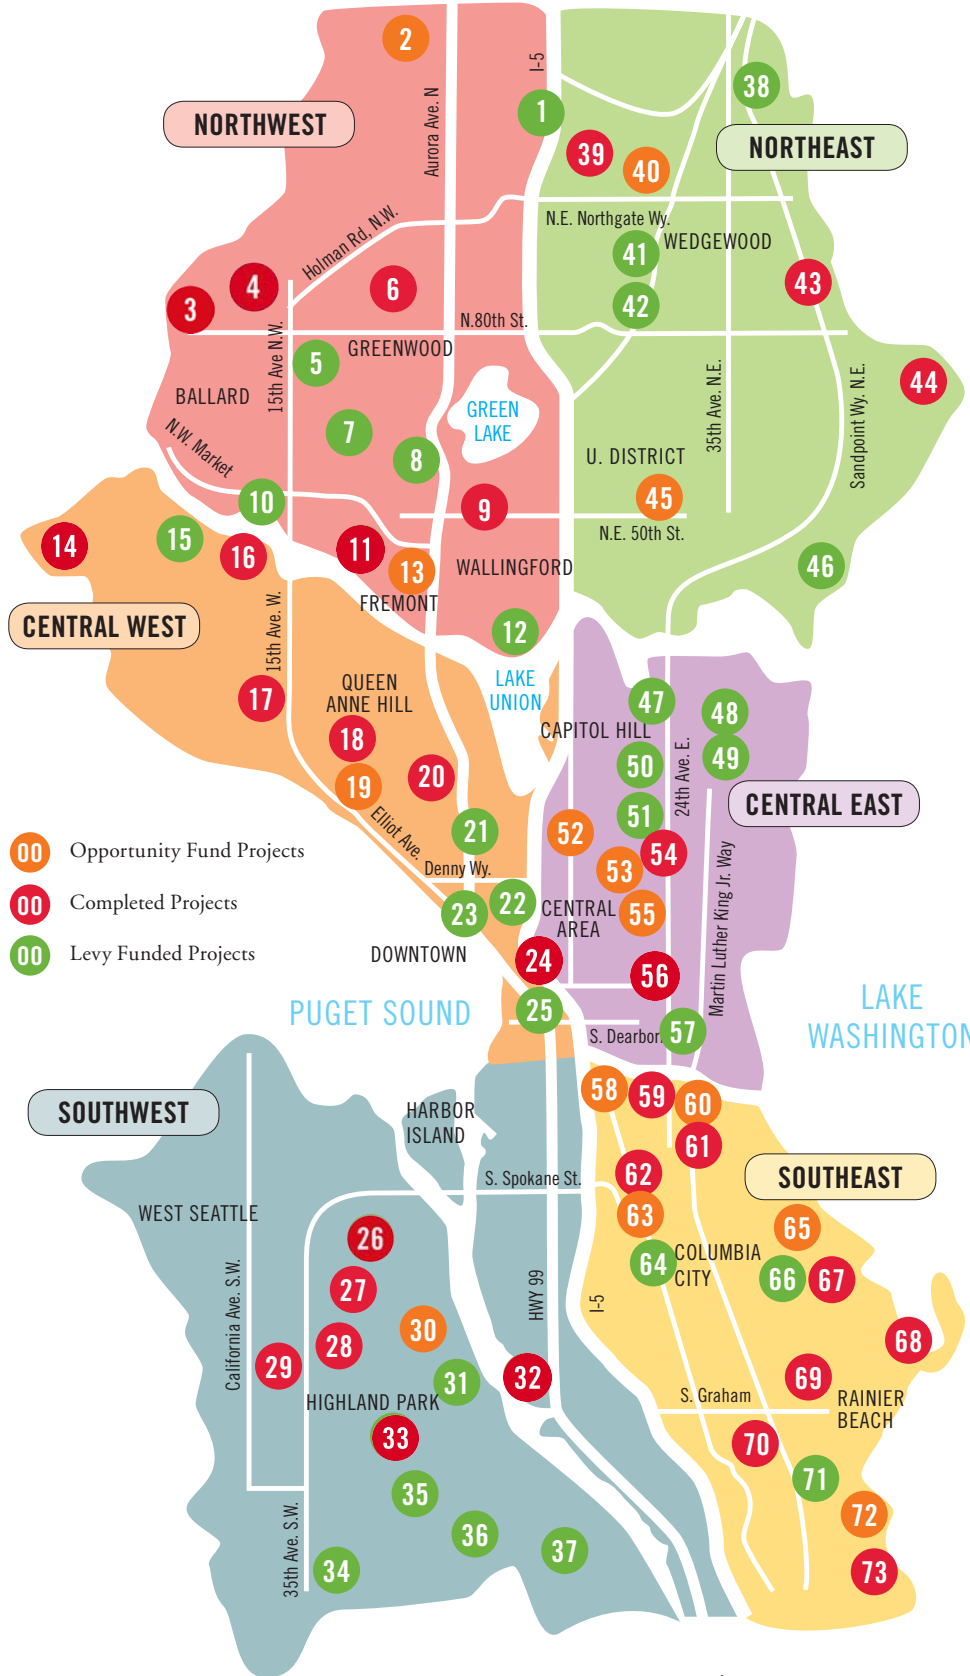 2
I-5
38
Aurora Ave. N
1
NORTHWEST
39
NORTHEAST
40
N.E. Northgate Wy.
Holman Rd, N.W.
WEDGEWOOD
41
4
6
43
3
42
N.80th St.
15th Ave N.W.
GREENWOOD
5
44
BALLARD
35th Ave. N.E.
Sandpoint Wy. N.E.
GREEN
LAKE
7
N.W. Market
8
U. DISTRICT
10
9
45
N.E. 50th St.
14
15
16
11
13
WALLINGFORD
46
FREMONT
CENTRAL WEST
12
15th Ave. W.
QUEEN
ANNE HILL
LAKE
UNION
17
47
48
CAPITOL HILL
18
49
24th Ave. E.
50
20
19
CENTRAL EAST
Elliot Ave.
21
51
52
00 Opportunity Fund Projects
54
Denny Wy.
53
Martin Luther King Jr. Way
00 Completed Projects
22
23
CENTRAL
AREA
55
00 Levy Funded Projects
DOWNTOWN
24
56
PUGET SOUND
25
LAKE
WASHINGTON
S. Dearbor
57
58
59
60
SOUTHWEST
HARBOR
ISLAND
61
62
SOUTHEAST
S. Spokane St.
WEST SEATTLE
63
65
26
COLUMBIA
CITY
64
66
67
27
HWY 99
I-5
California Ave. S.W.
30
28
68
29
31
32
69
S. Graham
HIGHLAND PARK
RAINIER
BEACH
33
70
71
35
72
36
35th Ave. S.W.
37
34
73